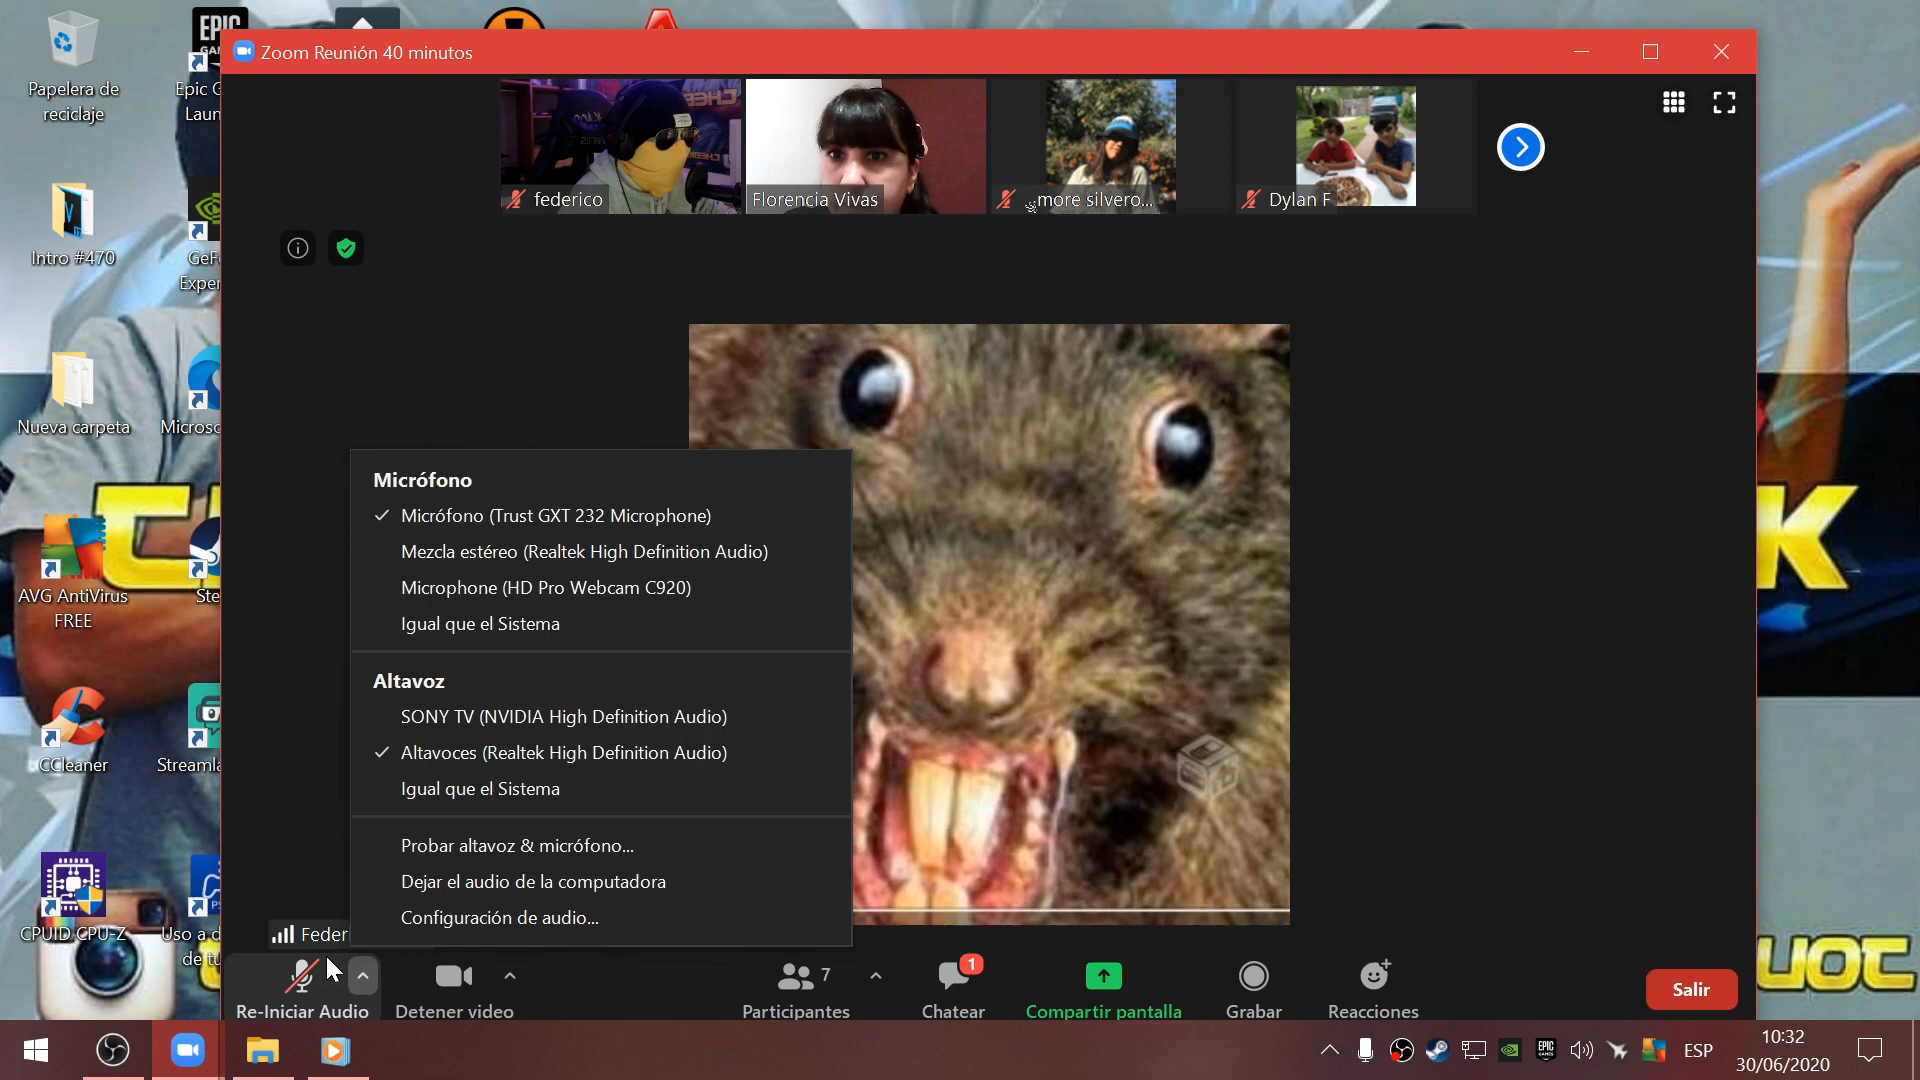 Zoom Reunión 40 minutos
Papelera de
reciclaje
EPIC
Epic G
Laun
Intro #470
GeF
Exper
Nueva carpeta
Microso
AVG AntiVirus
FREE
Ste
CCleaner
Streamla
CPUID CPU-Z
Uso a d
de tu
federico
Florencia Vivas
more silvero...
Dylan F
Micrófono
Micrófono (Trust GXT 232 Microphone)
Mezcla estéreo (Realtek High Definition Audio)
Microphone (HD Pro Webcam C920)
Igual que el Sistema
Altavoz
SONY TV (NVIDIA High Definition Audio)
Altavoces (Realtek High Definition Audio)
Igual que el Sistema
Probar altavoz & micrófono...
Dejar el audio de la computadora
Configuración de audio...
Federi
Re-Iniciar Audio
Detener video
7
Participantes
1
Chatear
Compartir pantalla
Grabar
Reacciones
Salir
ESP
10:32
30/06/2020